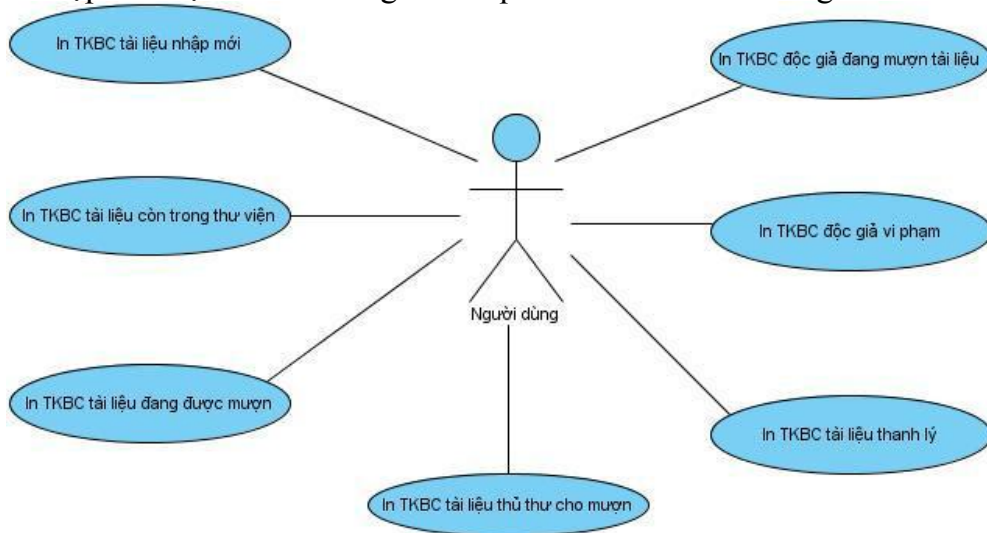 In TKBC tài liệu nhập mới
In TKBC độc giả đang mượn tài liệu
In TKBC tài liệu còn trong thư viện
In TKBC độc giả vi phạm
Người dùng
In TKBC tài liệu đang được mượn
In TKBC tài liệu thanh lý
In TKBC tài liệu thủ thư cho mượn